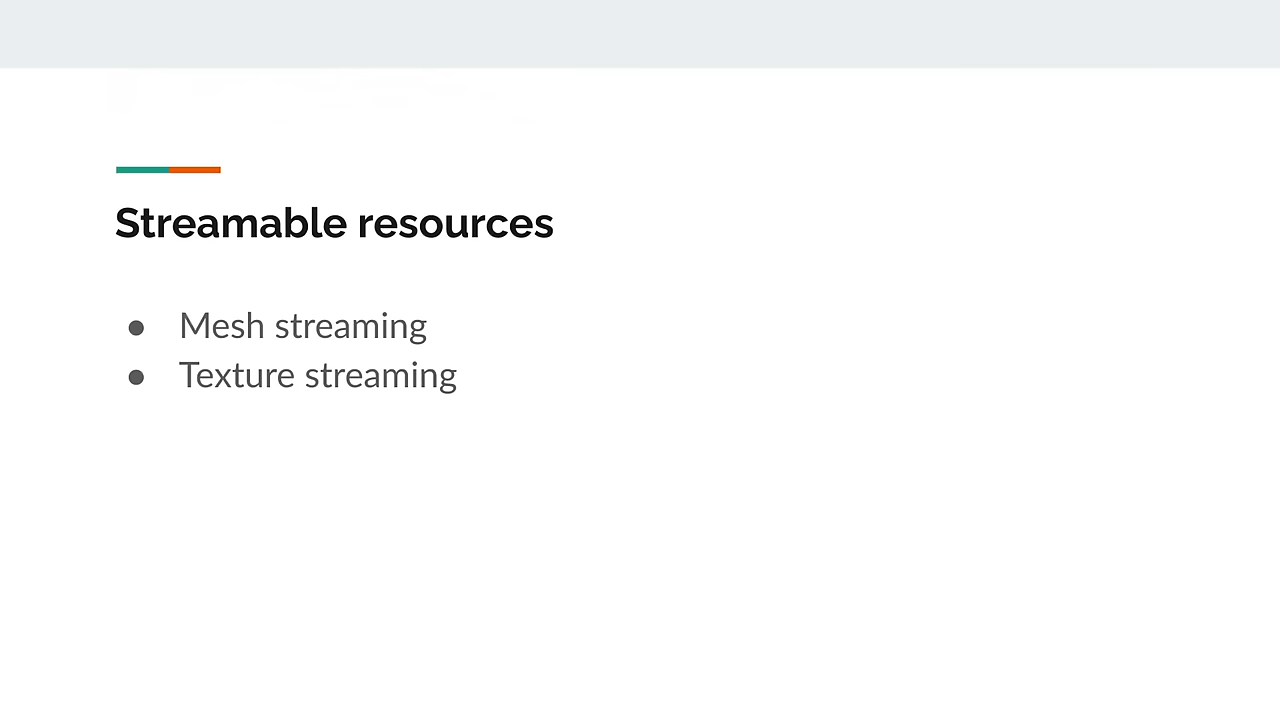 Streamable resources
● Mesh streaming
● Texture streaming